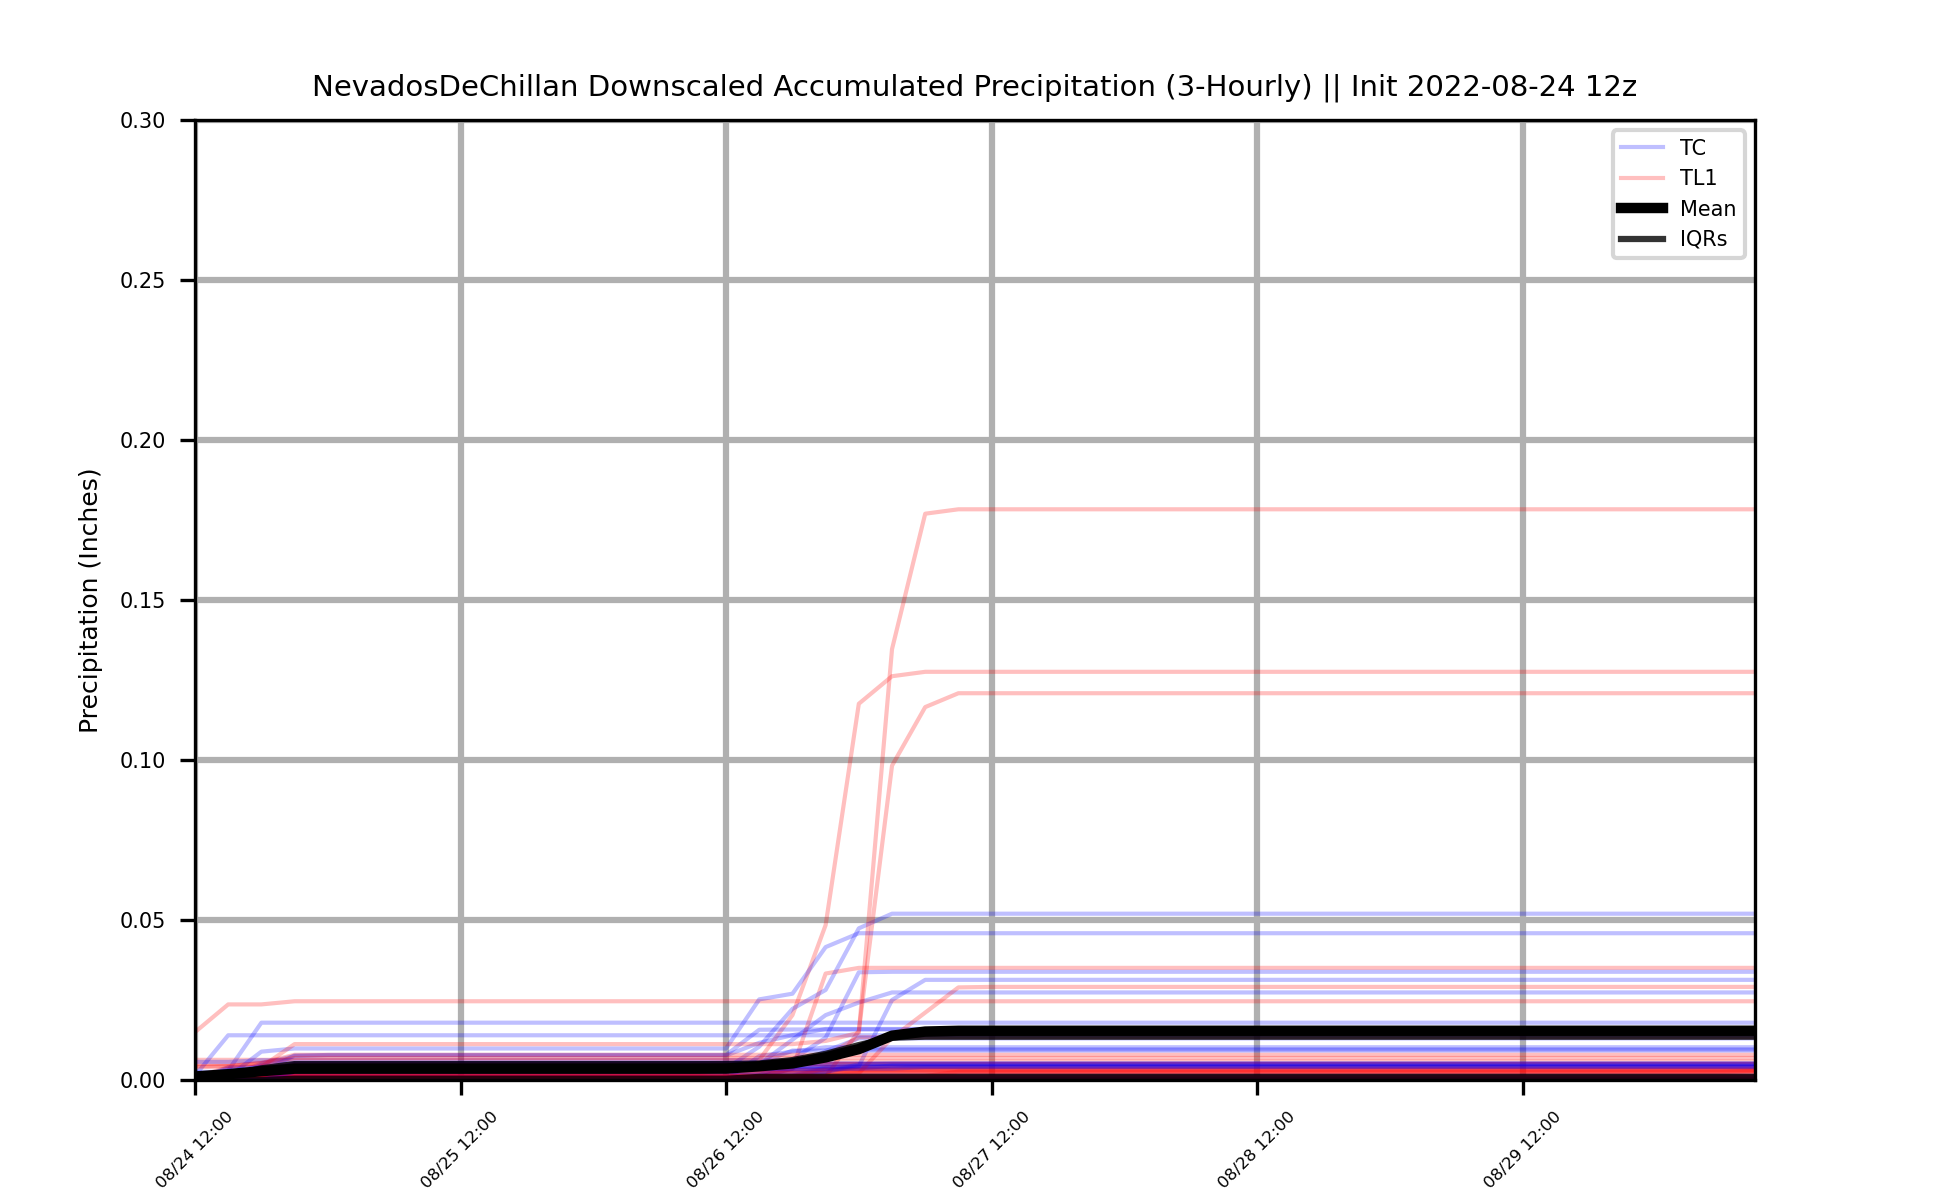 NevadosDeChillan Downscaled Accumulated Precipitation (3-Hourly) || Init 2022-08-24 12z
TC
TL1
Mean
IQRs
Precipitation (Inches)
0.30
0.25
0.20
0.15
0.10
0.05
0.00
08/24 12:00
08/25 12:00
08/26 12:00
08/27 12:00
08/28 12:00
08/29 12:00